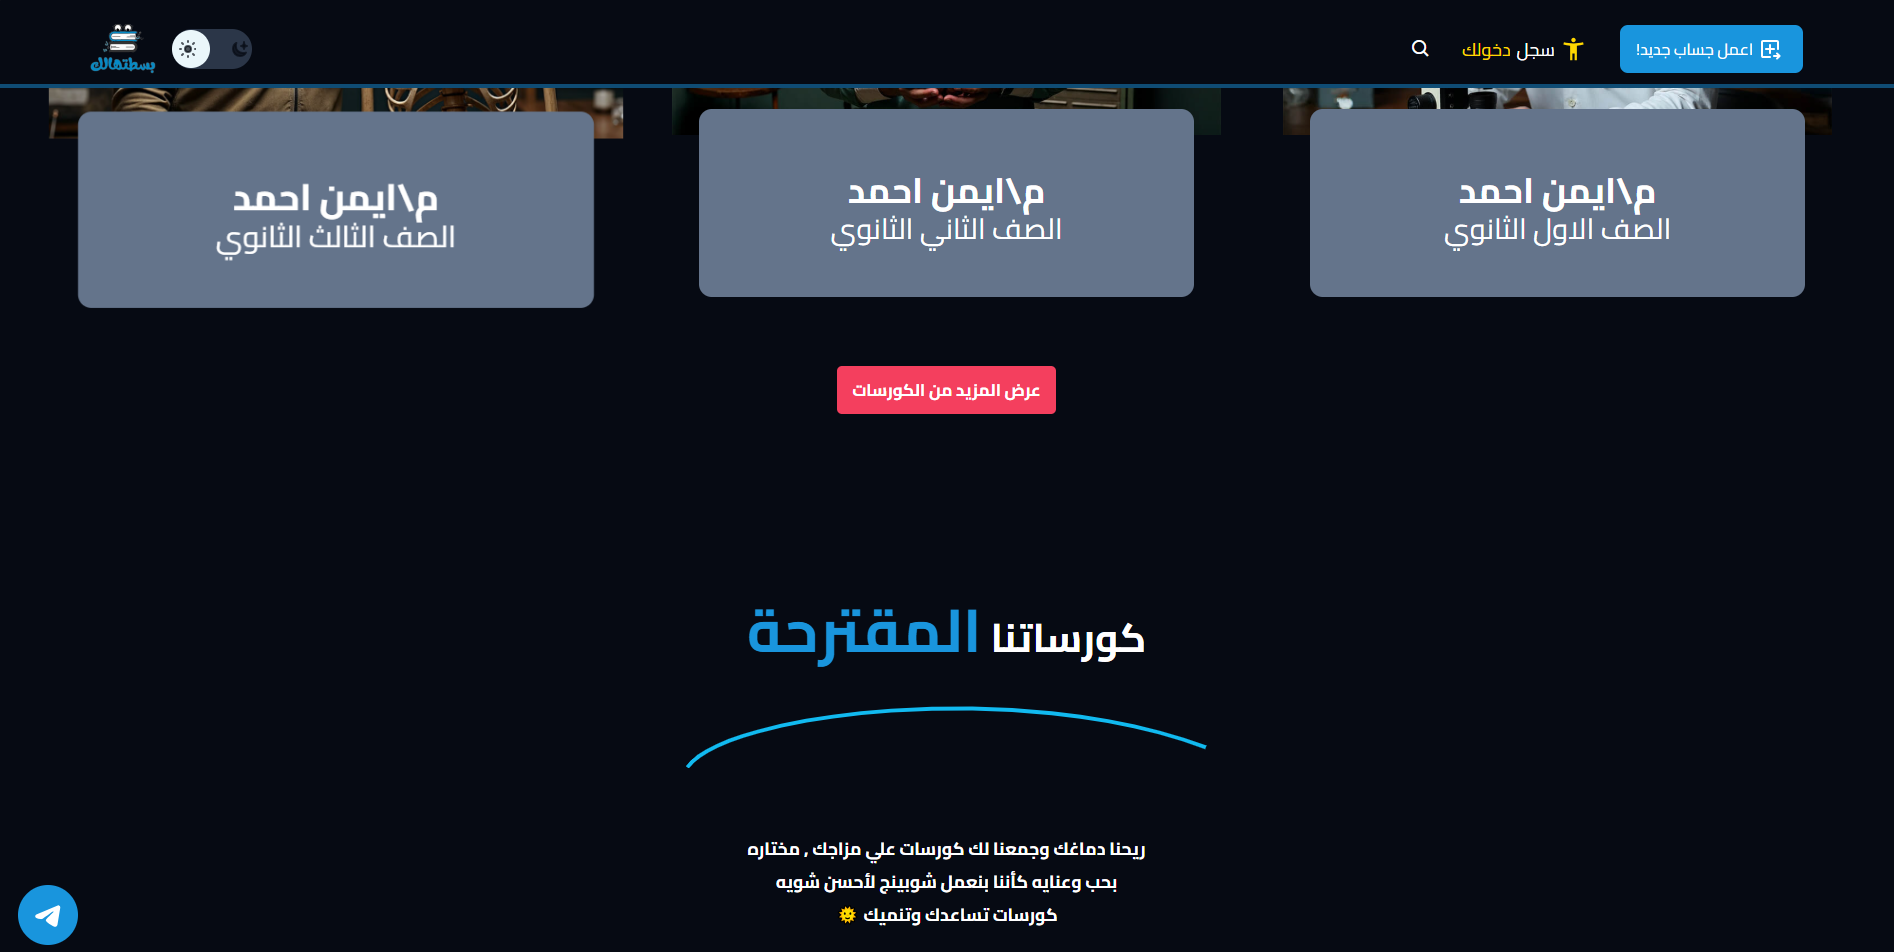 اعمل حساب جديد!
سجل دخولك
بسطتهالك
م\ايمن احمد
الصف الاول الثانوي
م\ايمن احمد
الصف الثاني الثانوي
م\ايمن احمد
الصف الثالث الثانوي
عرض المزيد من الكورسات
كورساتنا المقترحة
ريحنا دماغك وجمعنا لك كورسات علي مزاجك , مختاره
بحب وعنايه كأننا بنعمل شوبينج لأحسن شويه
كورسات تساعدك وتنميك 🌞